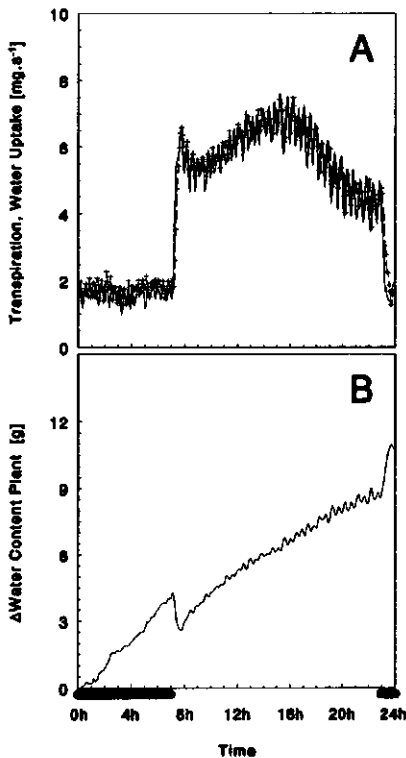 A
10
8
6
4
2
0
Transpiration, Water Uptake [mg.s⁻¹]
B
12
9
6
3
0
ΔWater Content Plant [g]
0h 4h 8h 12h 16h 20h 24h
Time